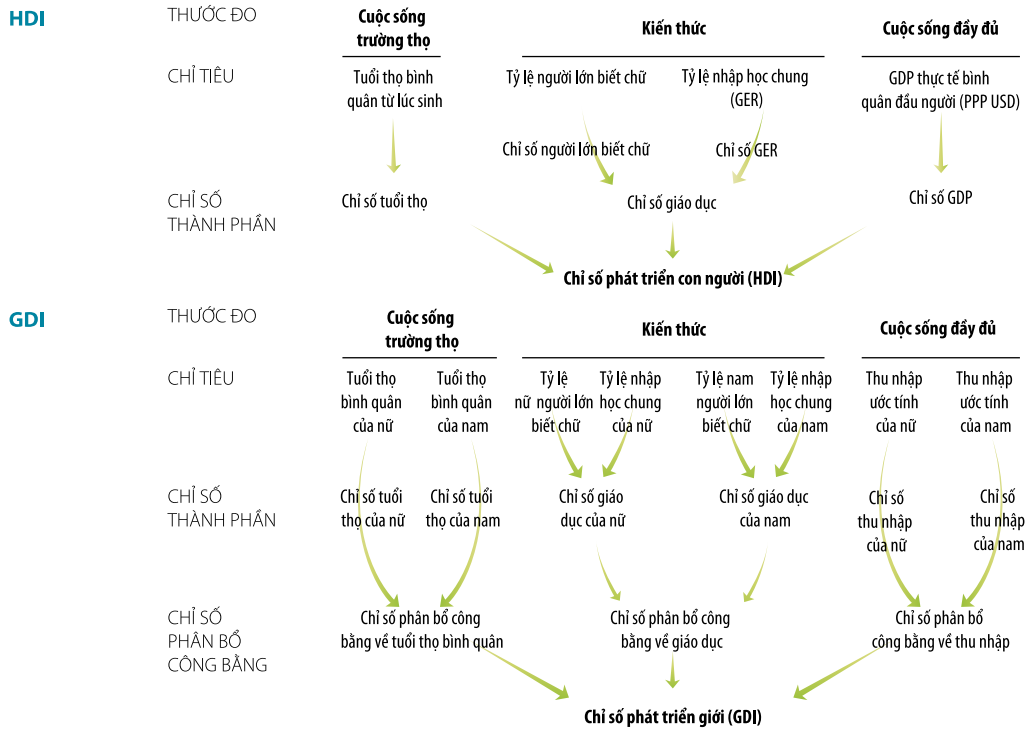 HDI
THƯỚC ĐO
Cuộc sống
trường thọ
Kiến thức
Cuộc sống đầy đủ
CHỈ TIÊU
Tuổi thọ bình
quân từ lúc sinh
Tỷ lệ người lớn biết chữ
Tỷ lệ nhập học chung
(GER)
GDP thực tế bình
quân đầu người (PPP USD)
Chỉ số người lớn biết chữ
Chỉ số GER
CHỈ SỐ
THÀNH PHẦN
Chỉ số tuổi thọ
Chỉ số giáo dục
Chỉ số GDP
Chỉ số phát triển con người (HDI)
GDI
THƯỚC ĐO
Cuộc sống
trường thọ
Kiến thức
Cuộc sống đầy đủ
CHỈ TIÊU
Tuổi thọ
bình quân
của nữ
Tuổi thọ
bình quân
của nam
Tỷ lệ
nữ người lớn
biết chữ
Tỷ lệ nhập
học chung
của nữ
Tỷ lệ nam
người lớn
biết chữ
Tỷ lệ nhập
học chung
của nam
Thu nhập
ước tính
của nữ
Thu nhập
ước tính
của nam
CHỈ SỐ
THÀNH PHẦN
Chỉ số tuổi
thọ của nữ
Chỉ số tuổi
thọ của nam
Chỉ số giáo
dục của nữ
Chỉ số giáo dục
của nam
Chỉ số
thu nhập
của nữ
Chỉ số
thu nhập
của nam
CHỈ SỐ
PHÂN BỔ
CÔNG BẰNG
Chỉ số phân bổ công
bằng về tuổi thọ bình quân
Chỉ số phân bổ công
bằng về giáo dục
Chỉ số phân bổ
công bằng về thu nhập
Chỉ số phát triển giới (GDI)